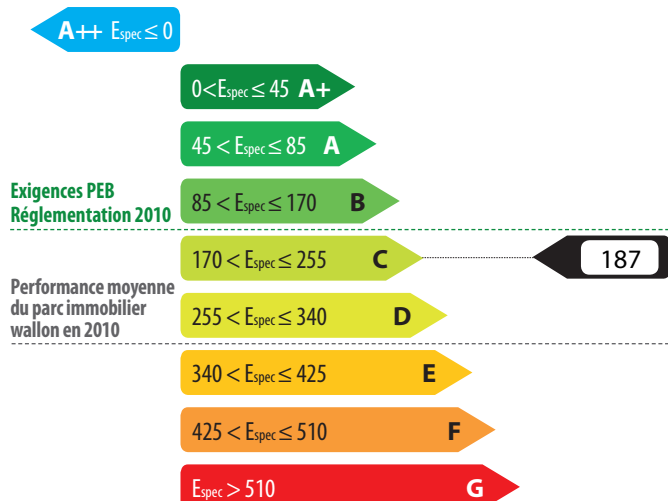 A++ Espec ≤ 0
0 < Espec ≤ 45 A+
45 < Espec ≤ 85 A
Exigences PEB
Réglementation 2010
85 < Espec ≤ 170 B
170 < Espec ≤ 255 C
187
Performance moyenne
du parc immobilier
wallon en 2010
255 < Espec ≤ 340 D
340 < Espec ≤ 425 E
425 < Espec ≤ 510 F
Espec > 510 G